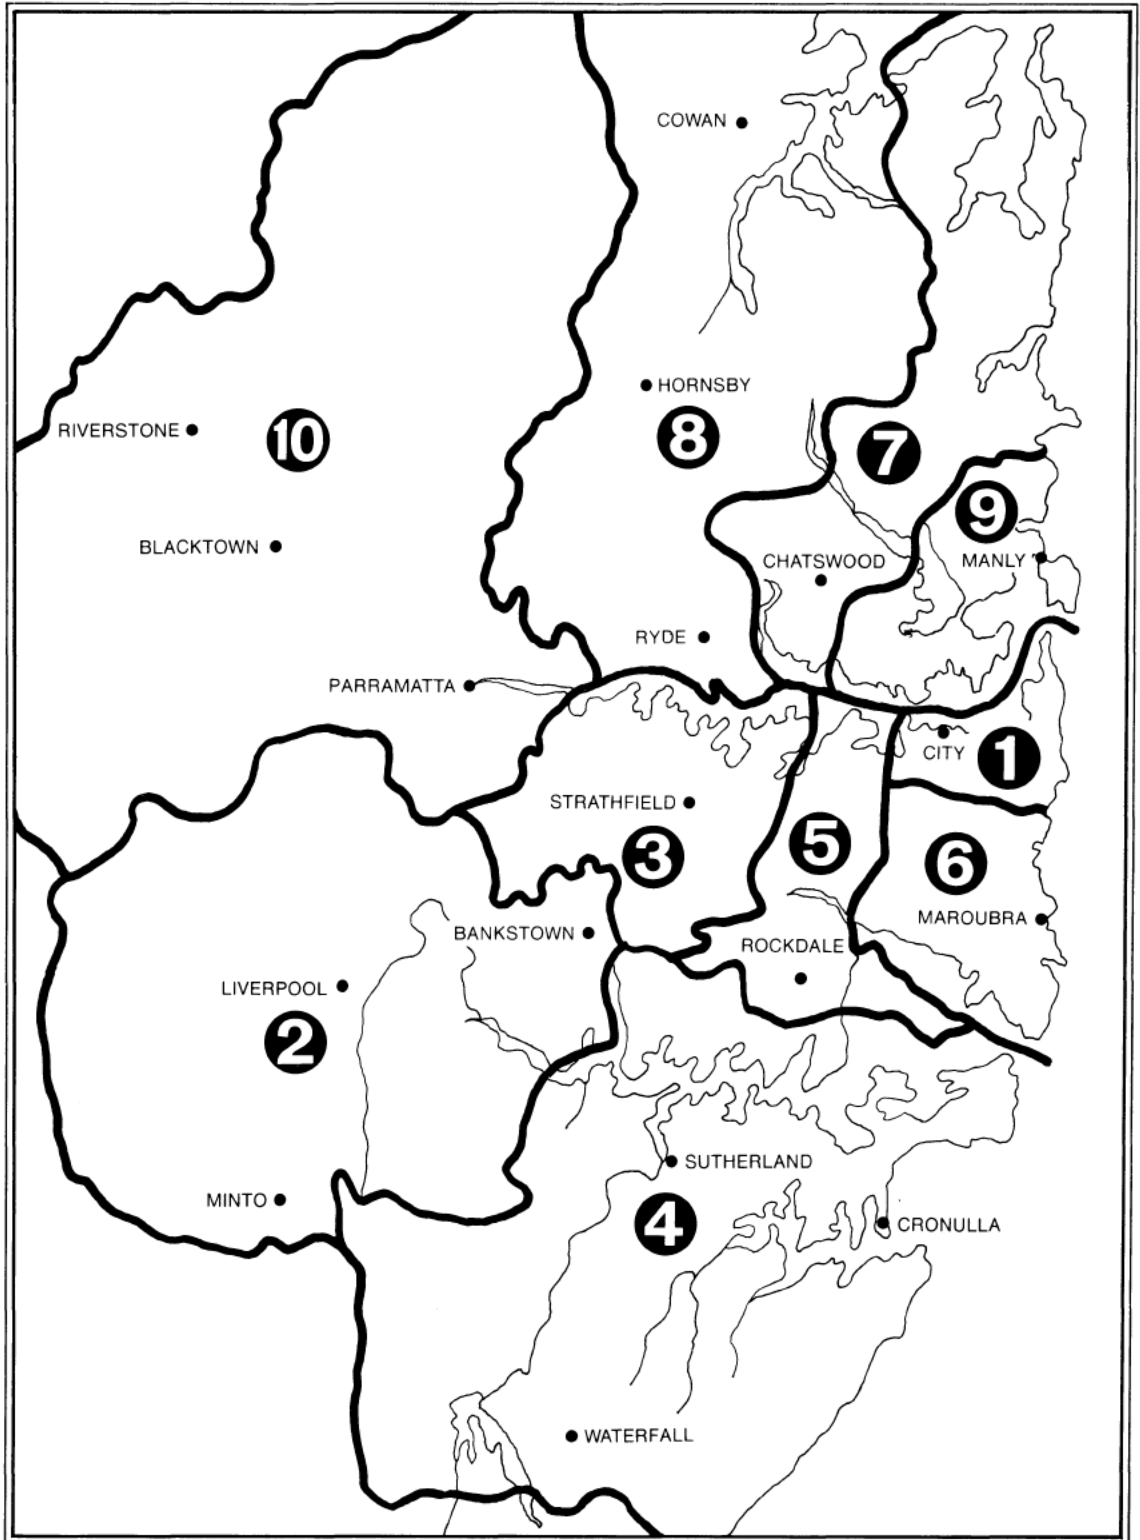 COWAN
HORNSBY
RIVERSTONE
10
8
7
9
BLACKTOWN
CHATSWOOD
MANLY
RYDE
PARRAMATTA
CITY
1
STRATHFIELD
3
5
6
MAROUBRA
BANKSTOWN
ROCKDALE
LIVERPOOL
2
SUTHERLAND
MINTO
4
CRONULLA
WATERFALL